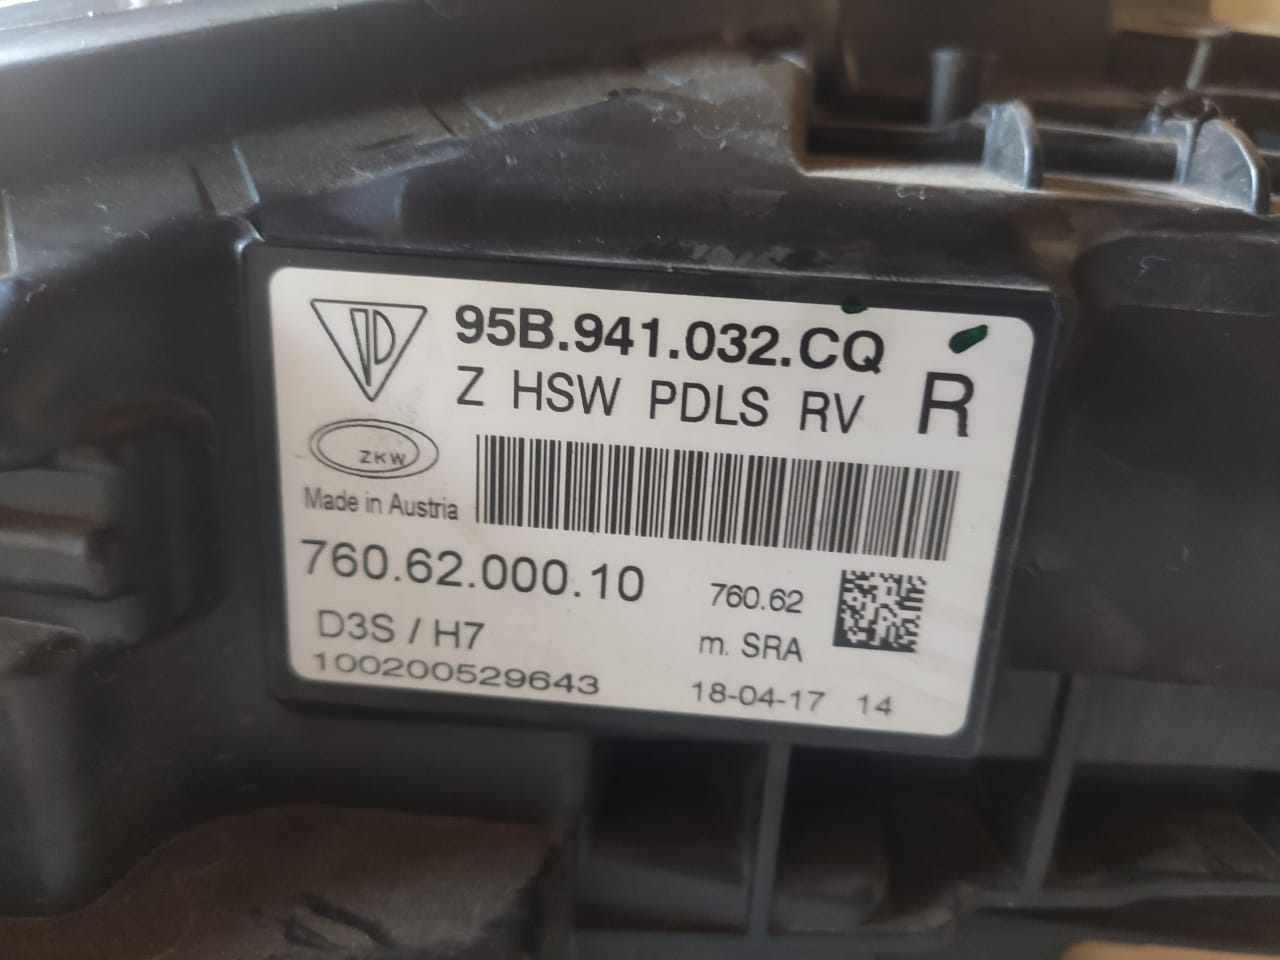 95B.941.032.CQ
Z HSW PDLS RV R
ZKW
Made in Austria
760.62.000.10
760.62
D3S / H7
m. SRA
100200529643
18-04-17 14